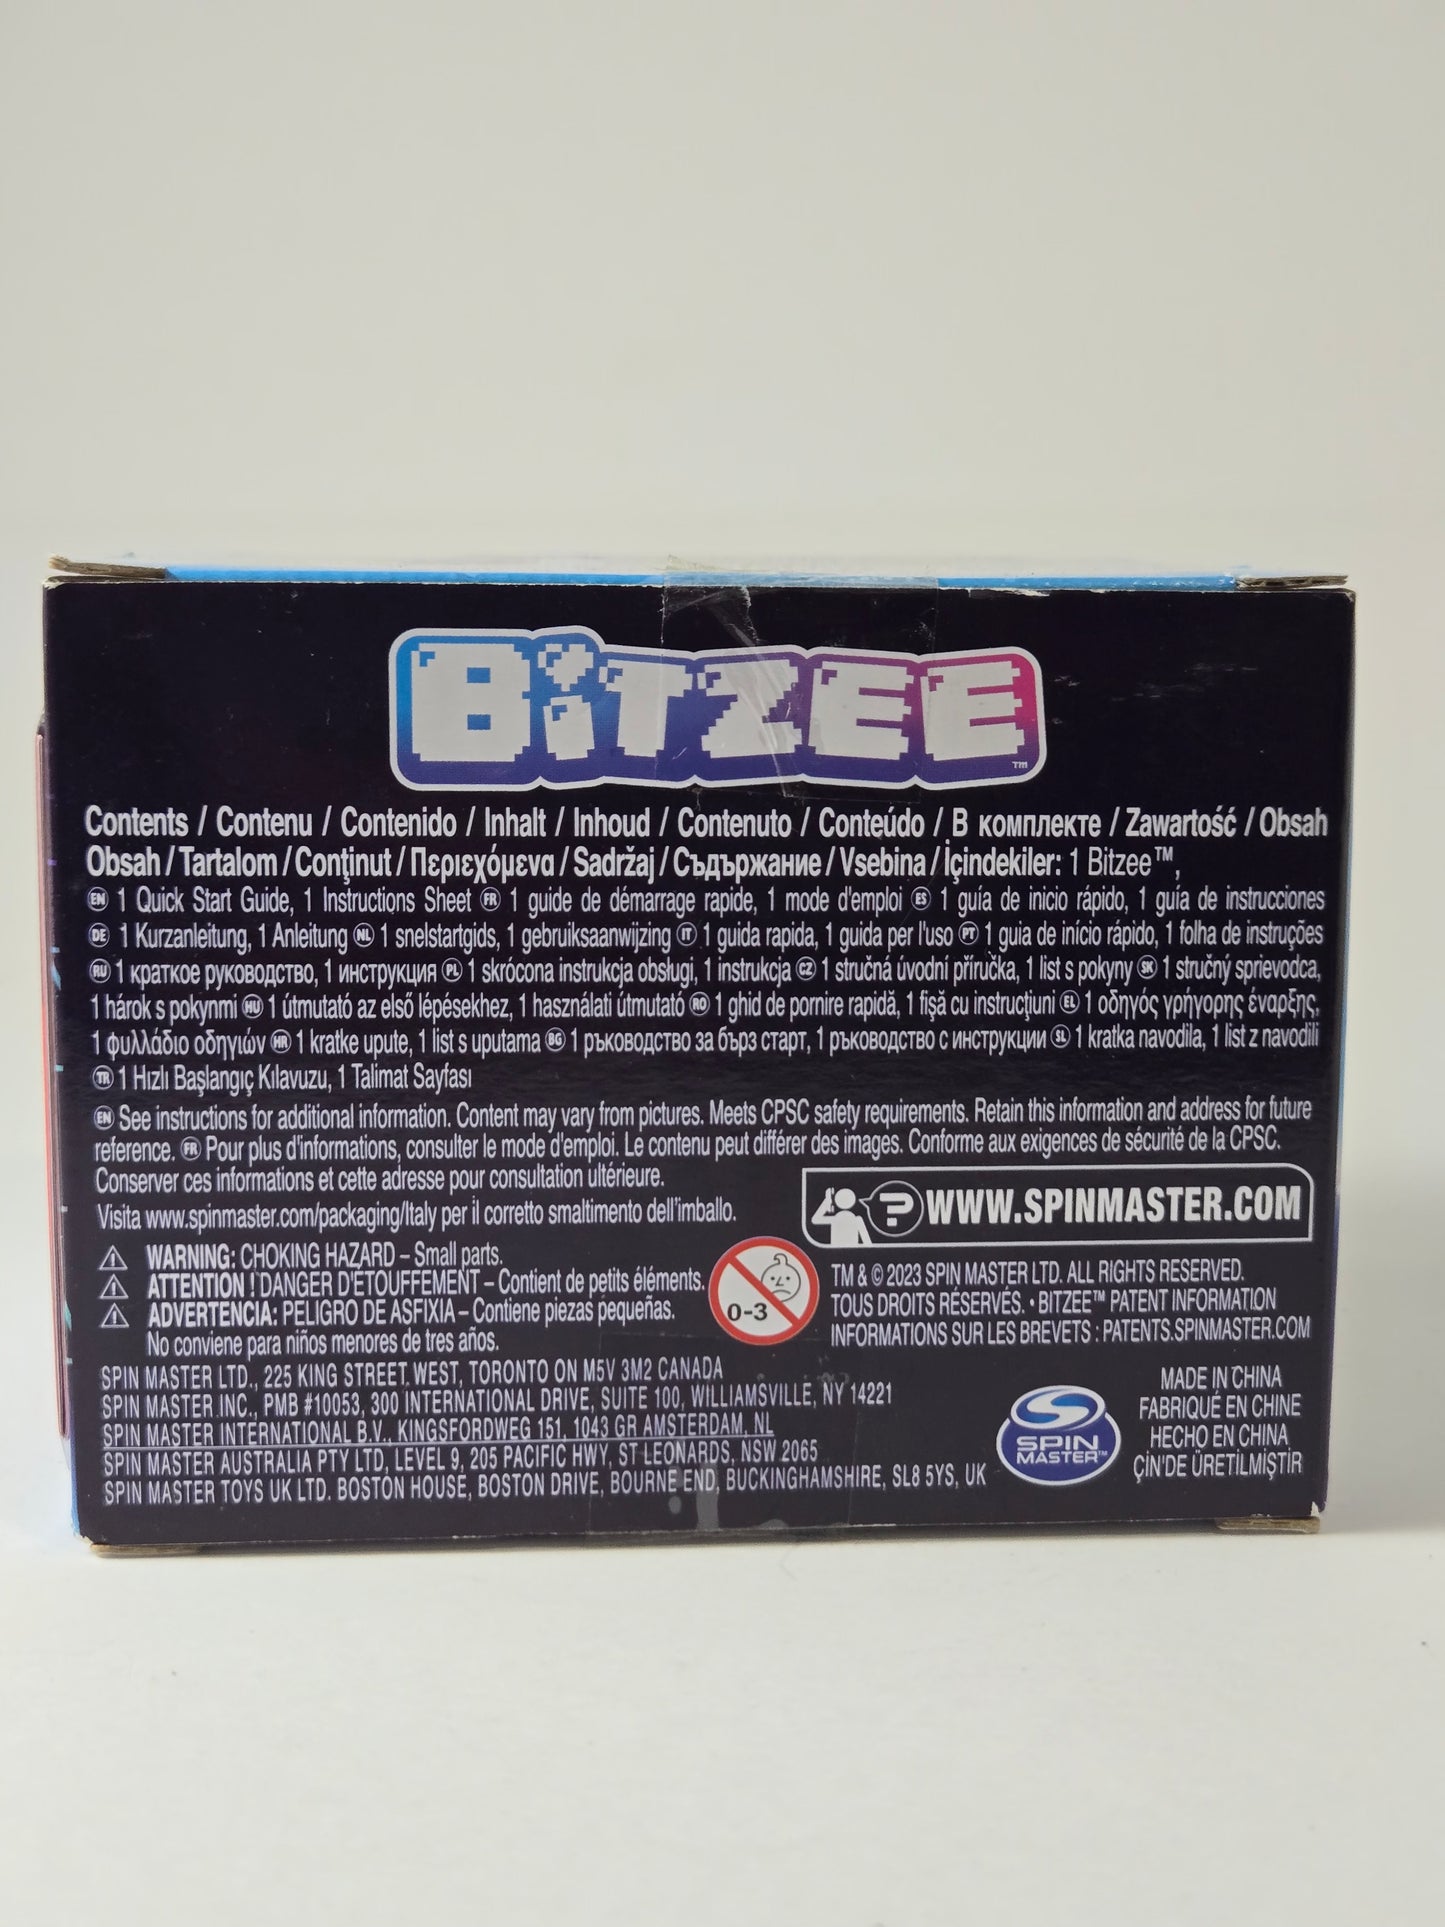 BiTZEE™
Contents / Contenu / Contenido / Inhalt / Inhoud / Contenuto / Conteúdo / В комплекте / Zawartość / Obsah
Obsah / Tartalom / Conţinut / Περιεχόμενα / Sadržaj / Съдържание / Vsebina / İçindekiler: 1 Bitzee™,
EN 1 Quick Start Guide, 1 Instructions Sheet FR 1 guide de démarrage rapide, 1 mode d'emploi ES 1 guía de inicio rápido, 1 guía de instrucciones
DE 1 Kurzanleitung, 1 Anleitung NL 1 snelstartgids, 1 gebruiksaanwijzing IT 1 guida rapida, 1 guida per l'uso PT 1 guia de início rápido, 1 folha de instruções
RU 1 краткое руководство, 1 инструкция PL 1 skrócona instrukcja obsługi, 1 instrukcja CZ 1 stručná úvodní příručka, 1 list s pokyny SK 1 stručný sprievodca,
1 hárok s pokynmi HU 1 útmutató az első lépésekhez, 1 használati útmutató RO 1 ghid de pornire rapidă, 1 fişă cu instrucţiuni EL 1 οδηγός γρήγορης έναρξης,
1 φυλλάδιο οδηγιών HR 1 kratke upute, 1 list s uputama BG 1 ръководство за бърз старт, 1 ръководство с инструкции SL 1 kratka navodila, 1 list z navodili
TR 1 Hızlı Başlangıç Kılavuzu, 1 Talimat Sayfası
EN See instructions for additional information. Content may vary from pictures. Meets CPSC safety requirements. Retain this information and address for future
reference. FR Pour plus d'informations, consulter le mode d'emploi. Le contenu peut différer des images. Conforme aux exigences de sécurité de la CPSC.
Conserver ces informations et cette adresse pour consultation ultérieure.
Visita www.spinmaster.com/packaging/Italy per il corretto smaltimento dell'imballo.
? WWW.SPINMASTER.COM
WARNING: CHOKING HAZARD – Small parts.
ATTENTION ! DANGER D'ÉTOUFFEMENT – Contient de petits éléments.
ADVERTENCIA: PELIGRO DE ASFIXIA – Contiene piezas pequeñas.
No conviene para niños menores de tres años.
0-3
TM & © 2023 SPIN MASTER LTD. ALL RIGHTS RESERVED.
TOUS DROITS RÉSERVÉS. • BITZEE™ PATENT INFORMATION
INFORMATIONS SUR LES BREVETS : PATENTS.SPINMASTER.COM
SPIN MASTER LTD., 225 KING STREET WEST, TORONTO ON M5V 3M2 CANADA
SPIN MASTER INC., PMB #10053, 300 INTERNATIONAL DRIVE, SUITE 100, WILLIAMSVILLE, NY 14221
SPIN MASTER INTERNATIONAL B.V., KINGSFORDWEG 151, 1043 GR AMSTERDAM, NL
SPIN MASTER AUSTRALIA PTY LTD, LEVEL 9, 205 PACIFIC HWY, ST LEONARDS, NSW 2065
SPIN MASTER TOYS UK LTD. BOSTON HOUSE, BOSTON DRIVE, BOURNE END, BUCKINGHAMSHIRE, SL8 5YS, UK
SPIN
MASTER™
MADE IN CHINA
FABRIQUÉ EN CHINE
HECHO EN CHINA
ÇİN'DE ÜRETİLMİŞTİR